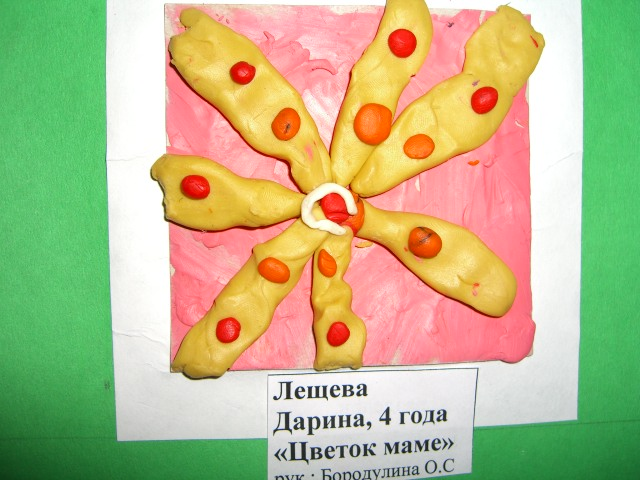 Лещева
Дарина, 4 года
«Цветок маме»
рук.: Бородулина О.С